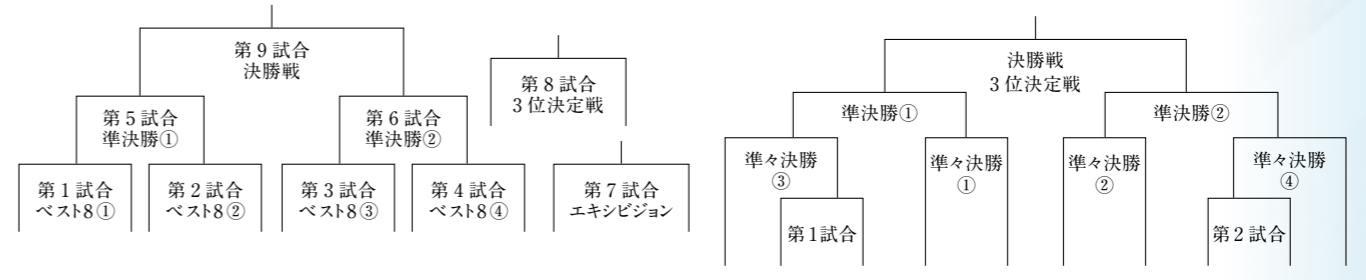 第9試合
決勝戦
第8試合
3位決定戦
第5試合
準決勝①
第6試合
準決勝②
第1試合
ベスト8①
第2試合
ベスト8②
第3試合
ベスト8③
第4試合
ベスト8④
第7試合
エキシビジョン
決勝戦
3位決定戦
準決勝①
準決勝②
準々決勝
③
準々決勝
①
準々決勝
②
準々決勝
④
第1試合
第2試合